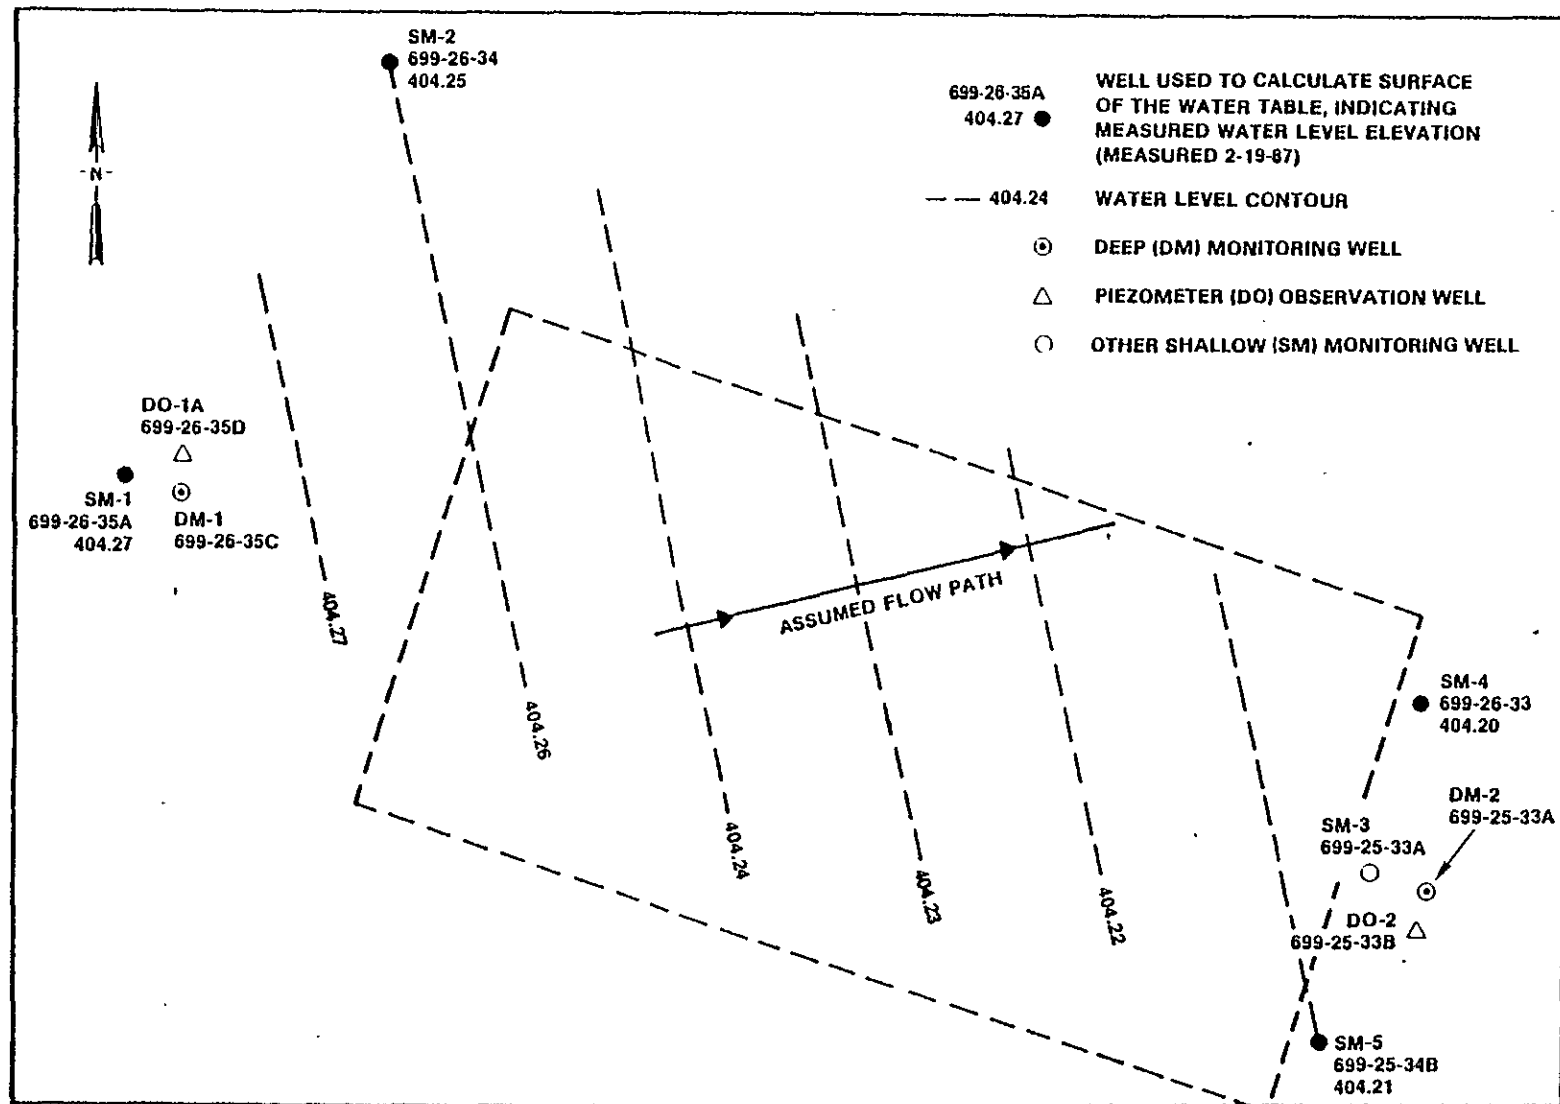 SM-2
699-26-34
404.25
-N-
699-26-35A
404.27
WELL USED TO CALCULATE SURFACE
OF THE WATER TABLE, INDICATING
MEASURED WATER LEVEL ELEVATION
(MEASURED 2-19-87)
404.24
WATER LEVEL CONTOUR
DEEP (DM) MONITORING WELL
PIEZOMETER (DO) OBSERVATION WELL
OTHER SHALLOW (SM) MONITORING WELL
DO-1A
699-26-35D
SM-1
699-26-35A
404.27
DM-1
699-26-35C
404.27
404.26
404.24
404.23
404.22
ASSUMED FLOW PATH
SM-4
699-26-33
404.20
DM-2
699-25-33A
SM-3
699-25-33A
DO-2
699-25-33B
SM-5
699-25-34B
404.21